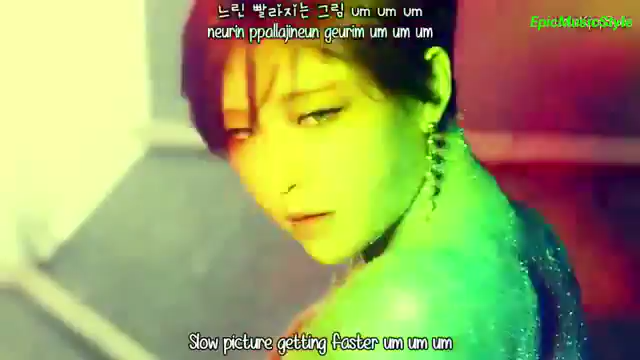 느린 빨라지는 그림 um um um
neurin ppallajineun geurim um um um
EpicMusicStyle
Slow picture getting faster um um um